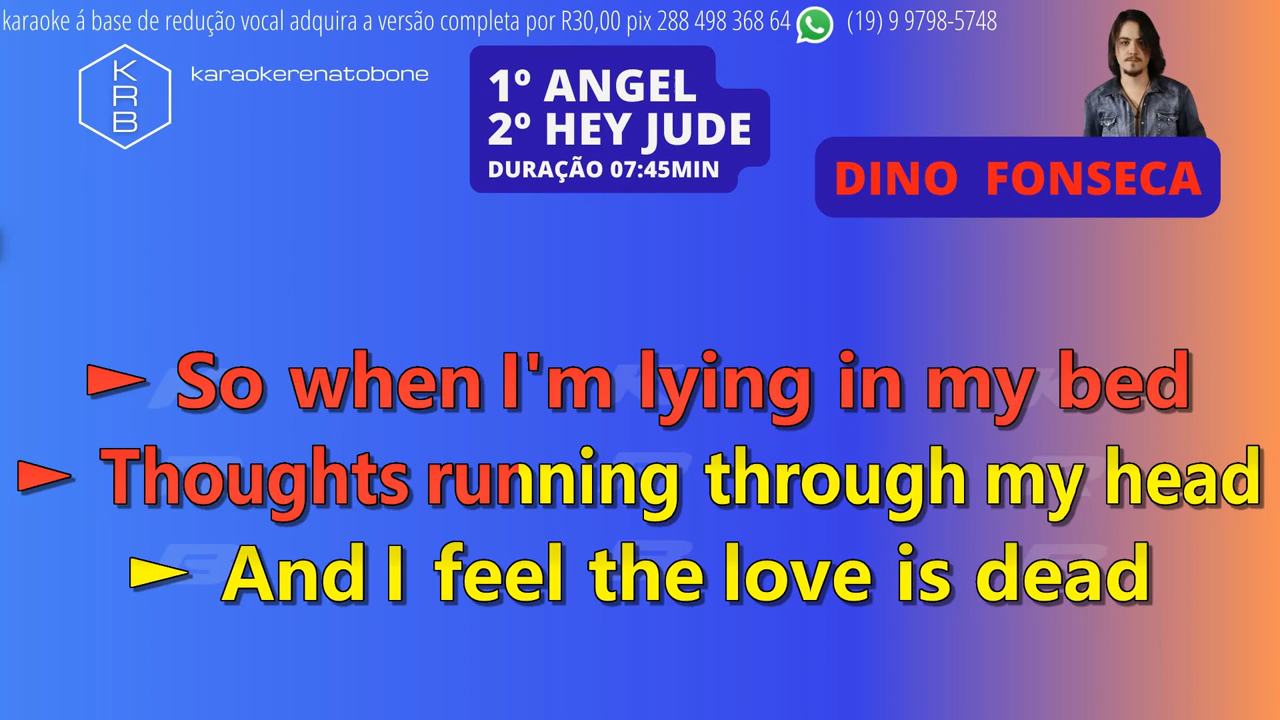 karaoke á base de redução vocal adquira a versão completa por R30,00 pix 288 498 368 64 (19) 9 9798-5748
K
R
B
karaokerenatobone
1º ANGEL
2º HEY JUDE
DURAÇÃO 07:45MIN
DINO FONSECA
► So when I'm lying in my bed
► Thoughts running through my head
► And I feel the love is dead